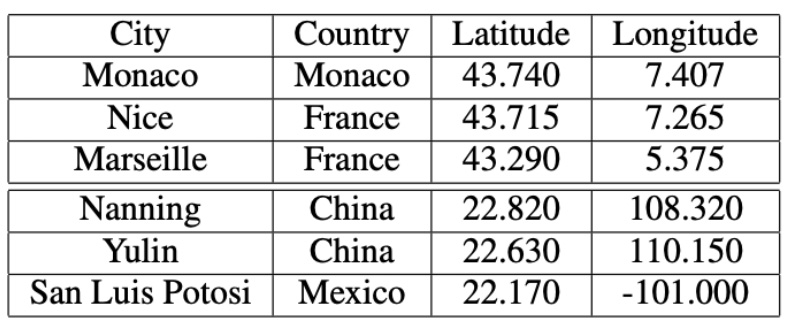 City Country Latitude Longitude
Monaco Monaco 43.740 7.407
Nice France 43.715 7.265
Marseille France 43.290 5.375
Nanning China 22.820 108.320
Yulin China 22.630 110.150
San Luis Potosi Mexico 22.170 -101.000